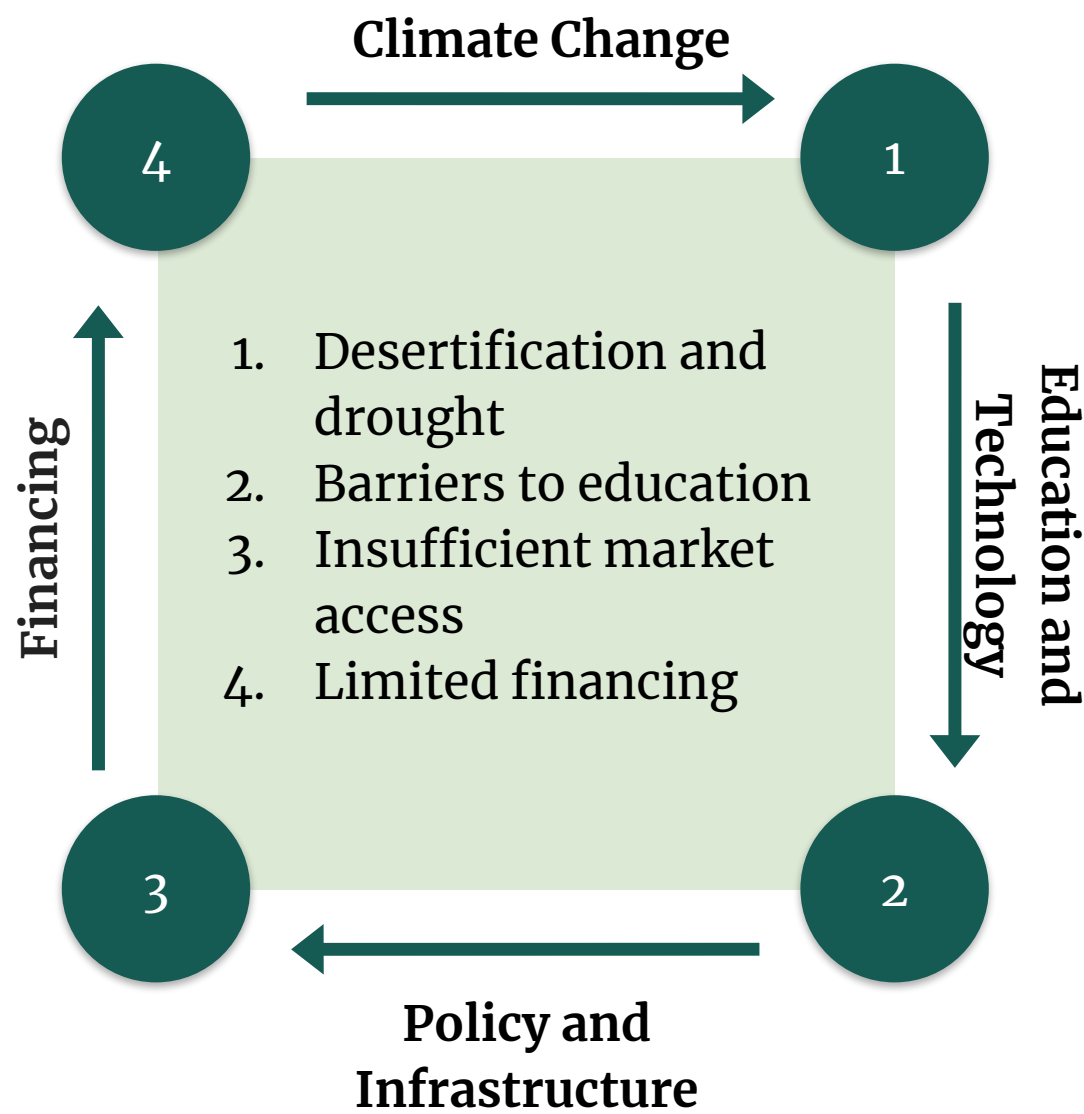 Climate Change
4
1
1. Desertification and
drought
2. Barriers to education
3. Insufficient market
access
4. Limited financing
Financing
Education and
Technology
3
2
Policy and
Infrastructure